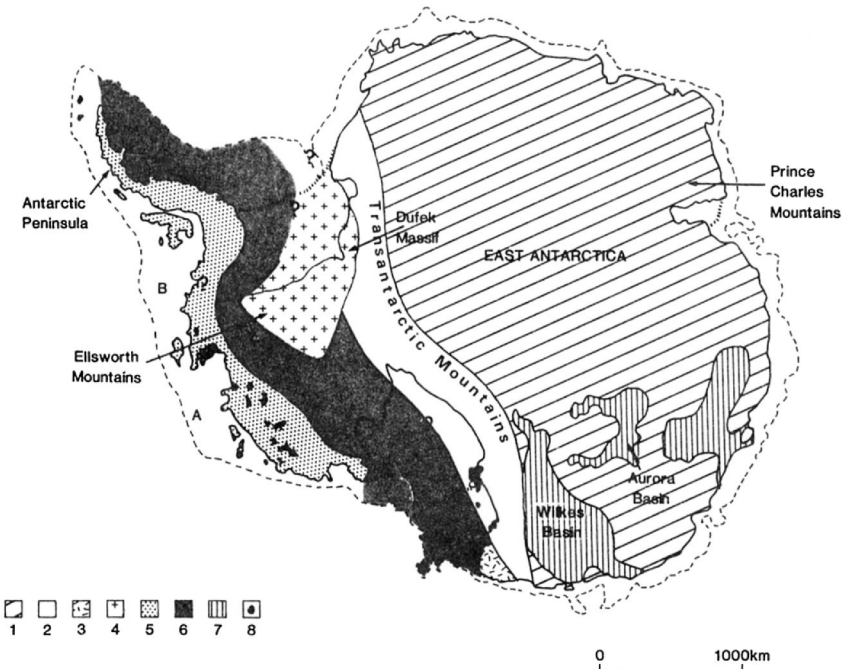 Antarctic
Peninsula
Dufek
Massif
Prince
Charles
Mountains
EAST ANTARCTICA
Transantarctic Mountains
B
Ellsworth
Mountains
A
Aurora
Basin
Wilkes
Basin
1 2 3 4 5 6 7 8
0 1000km